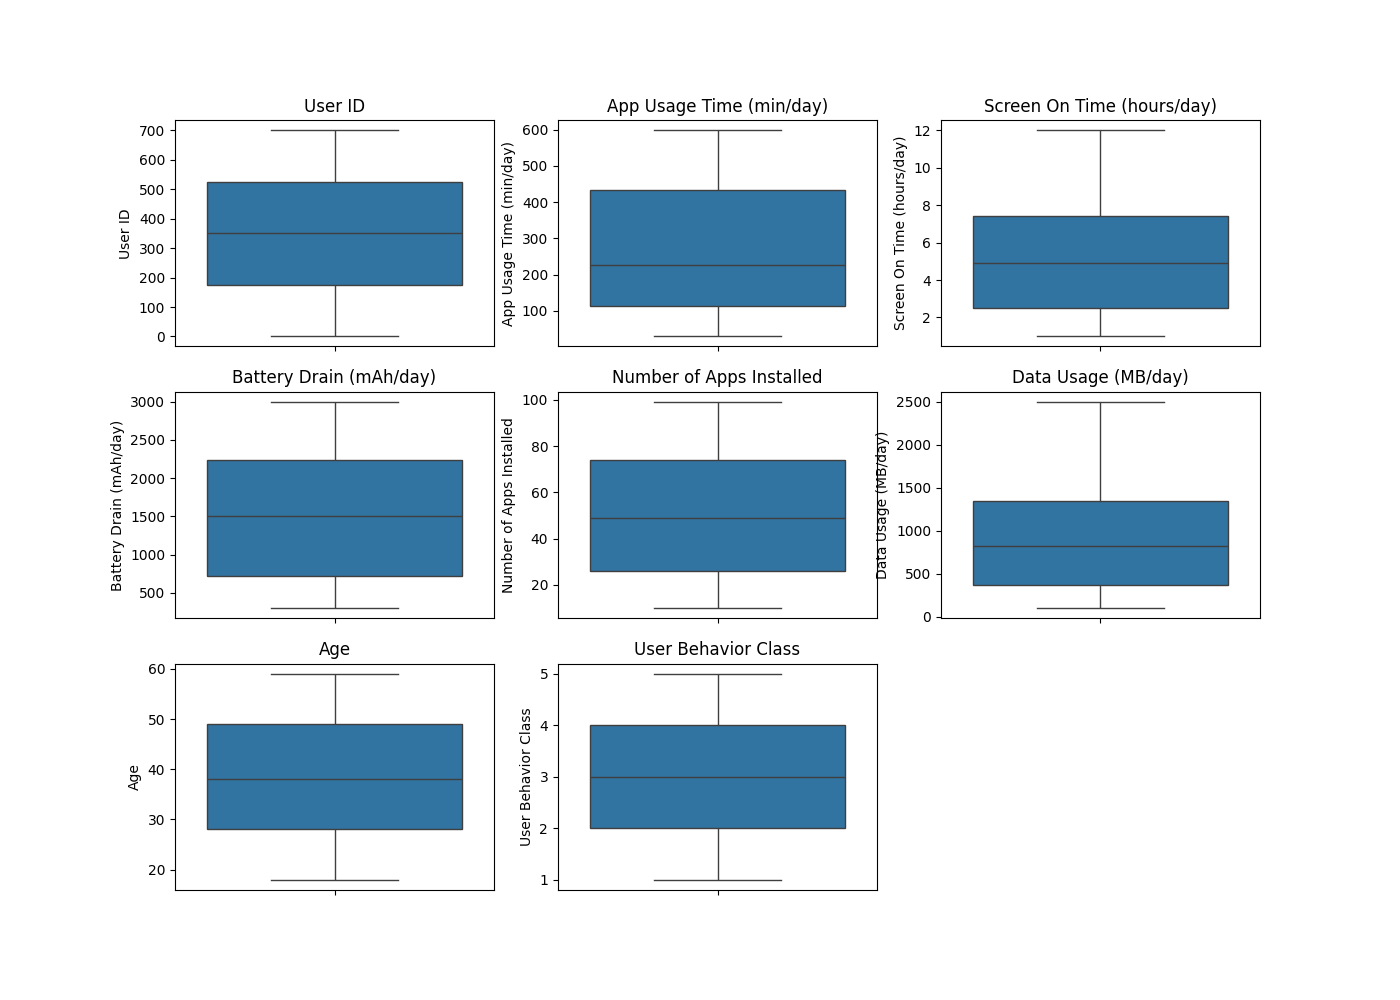 User ID
User ID
700
600
500
400
300
200
100
0
App Usage Time (min/day)
App Usage Time (min/day)
600
500
400
300
200
100
Screen On Time (hours/day)
Screen On Time (hours/day)
12
10
8
6
4
2
Battery Drain (mAh/day)
Battery Drain (mAh/day)
3000
2500
2000
1500
1000
500
Number of Apps Installed
Number of Apps Installed
100
80
60
40
20
Data Usage (MB/day)
Data Usage (MB/day)
2500
2000
1500
1000
500
0
Age
Age
60
50
40
30
20
User Behavior Class
User Behavior Class
5
4
3
2
1